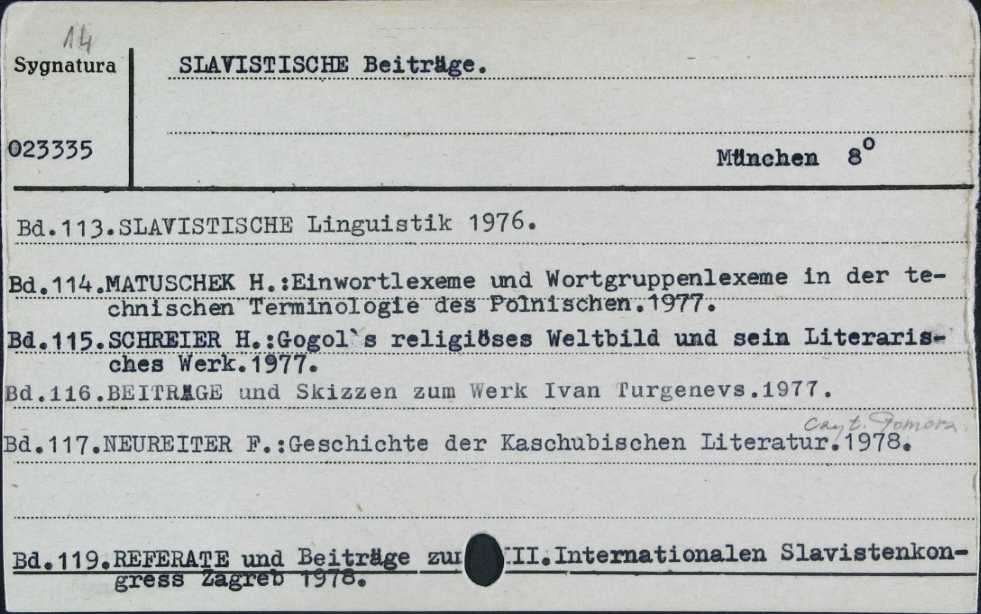 14
Sygnatura
SLAVISTISCHE Beiträge.
023335
München 8°
Bd.113.SLAVISTISCHE Linguistik 1976.
Bd.114.MATUSCHEK H.:Einwortlexeme und Wortgruppenlexeme in der te-
chnischen Terminologie des Polnischen.1977.
Bd.115.SCHREIER H.:Gogol`s religiöses Weltbild und sein Literaris-
ches Werk.1977.
Bd.116.BEITRÄGE und Skizzen zum Werk Ivan Turgenevs.1977.
Czyt. Pomorz.
Bd.117.NEUREITER F.:Geschichte der Kaschubischen Literatur.1978.
Bd.119.REFERATE und Beiträge zu II.Internationalen Slavistenkon-
gress Zagreb 1978.